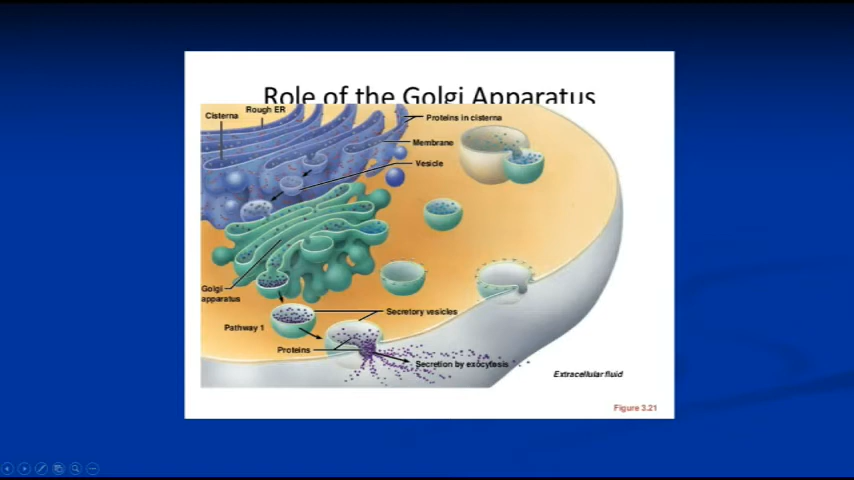 Role of the Golgi Apparatus
Rough ER
Cisterna
Proteins in cisterna
Membrane
Vesicle
Golgi
apparatus
Secretory vesicles
Pathway 1
Proteins
Secretion by exocytosis
Extracellular fluid
Figure 3.21